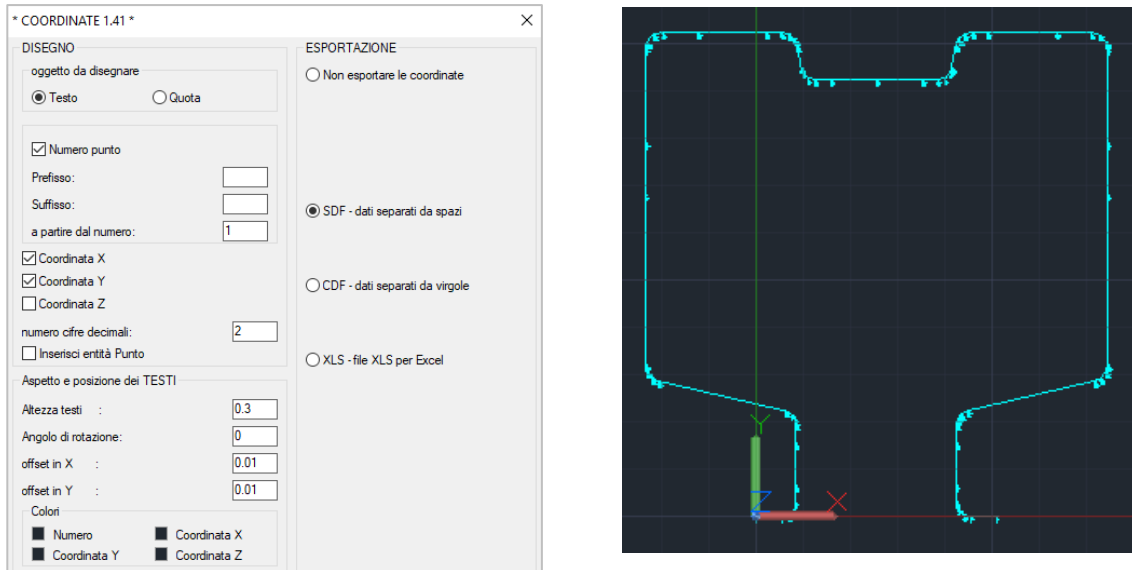 * COORDINATE 1.41 *
DISEGNO
oggetto da disegnare
Testo
Quota
Numero punto
Prefisso:
Suffisso:
a partire dal numero:
1
Coordinata X
Coordinata Y
Coordinata Z
numero cifre decimali:
2
Inserisci entità Punto
Aspetto e posizione dei TESTI
Altezza testi :
0.3
Angolo di rotazione:
0
offset in X :
0.01
offset in Y :
0.01
Colori
Numero
Coordinata X
Coordinata Y
Coordinata Z
ESPORTAZIONE
Non esportare le coordinate
SDF - dati separati da spazi
CDF - dati separati da virgole
XLS - file XLS per Excel
Y
Z
X